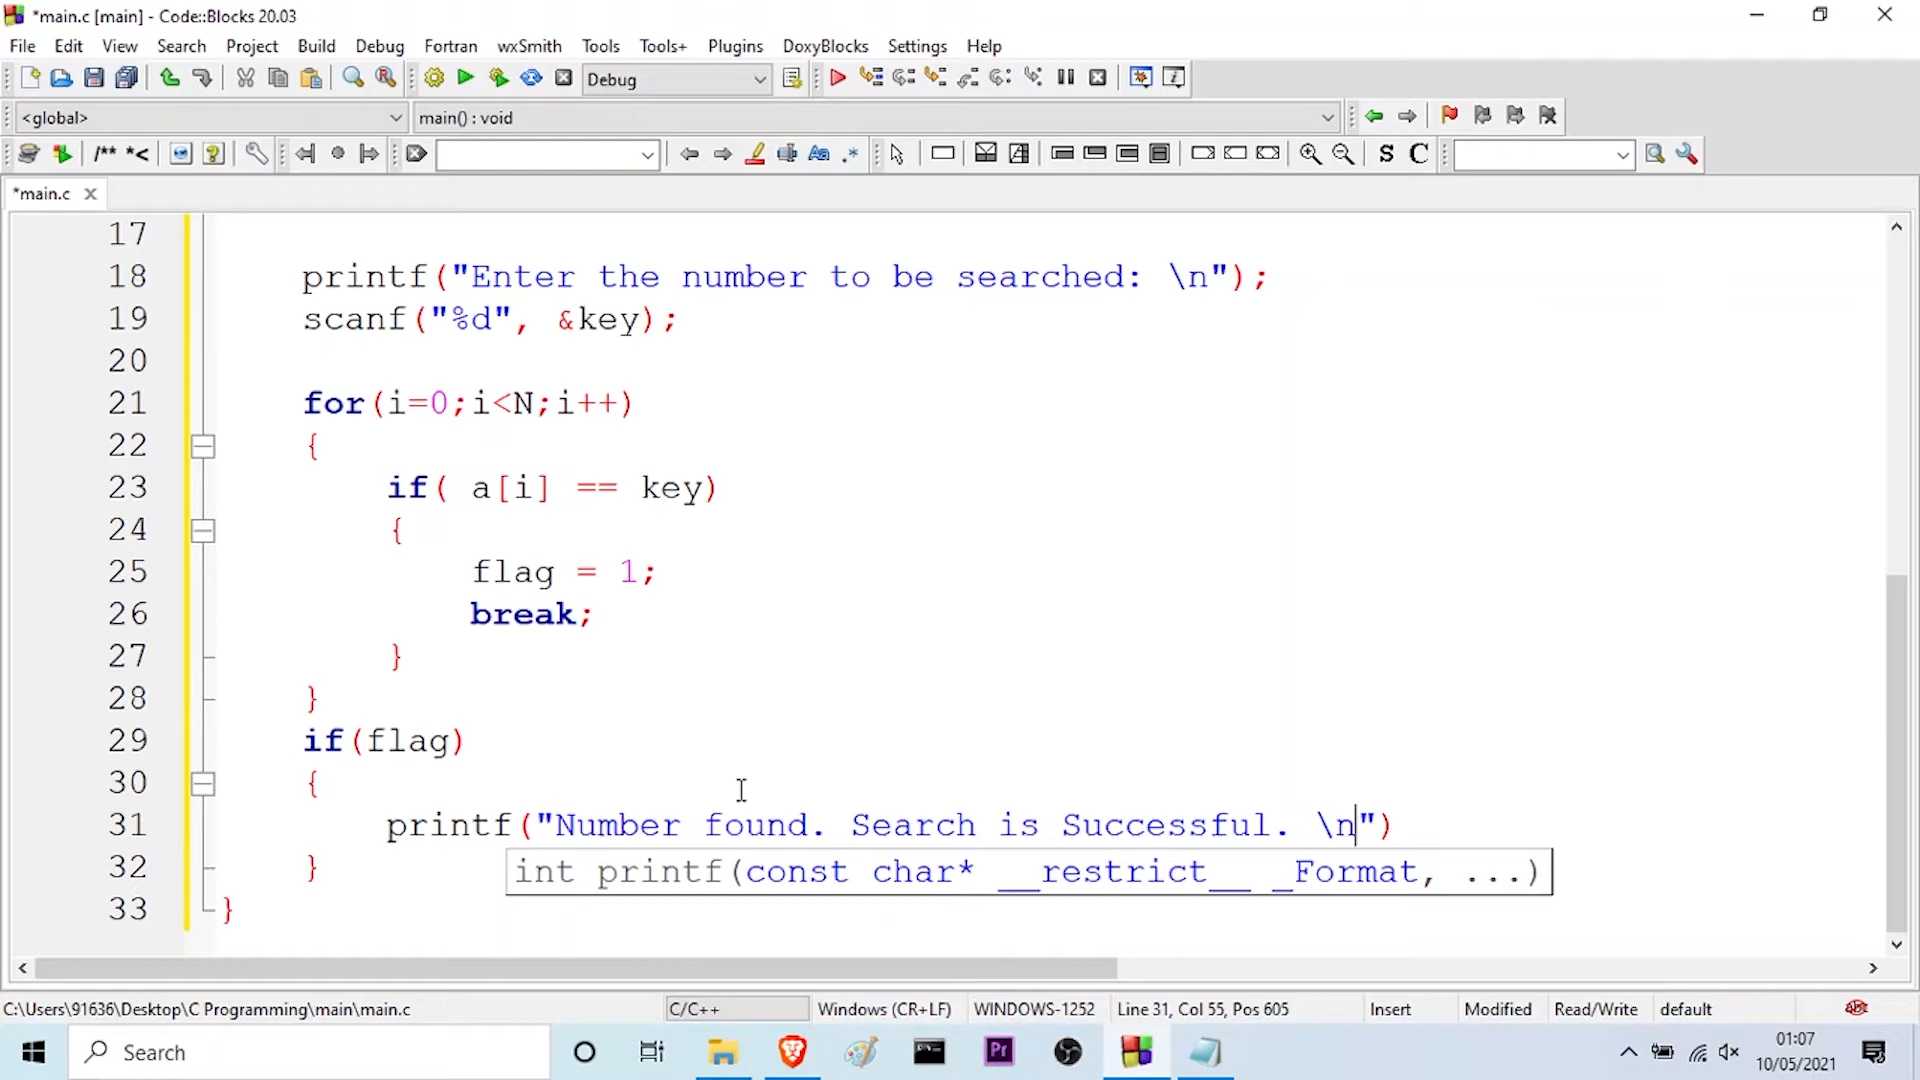 *main.c [main] - Code::Blocks 20.03
File Edit View Search Project Build Debug Fortran wxSmith Tools Tools+ Plugins DoxyBlocks Settings Help
Debug
<global> main() : void
/** *< Aa .* S C
*main.c
17
18 printf("Enter the number to be searched: \n");
19 scanf("%d", &key);
20
21 for(i=0;i<N;i++)
22 {
23 if( a[i] == key)
24 {
25 flag = 1;
26 break;
27 }
28 }
29 if(flag)
30 {
31 printf("Number found. Search is Successful. \n")
32 }
int printf(const char* __restrict__ _Format, ...)
33 }
C:\Users\91636\Desktop\C Programming\main\main.c C/C++ Windows (CR+LF) WINDOWS-1252 Line 31, Col 55, Pos 605 Insert Modified Read/Write default
Search Pr 01:07
10/05/2021